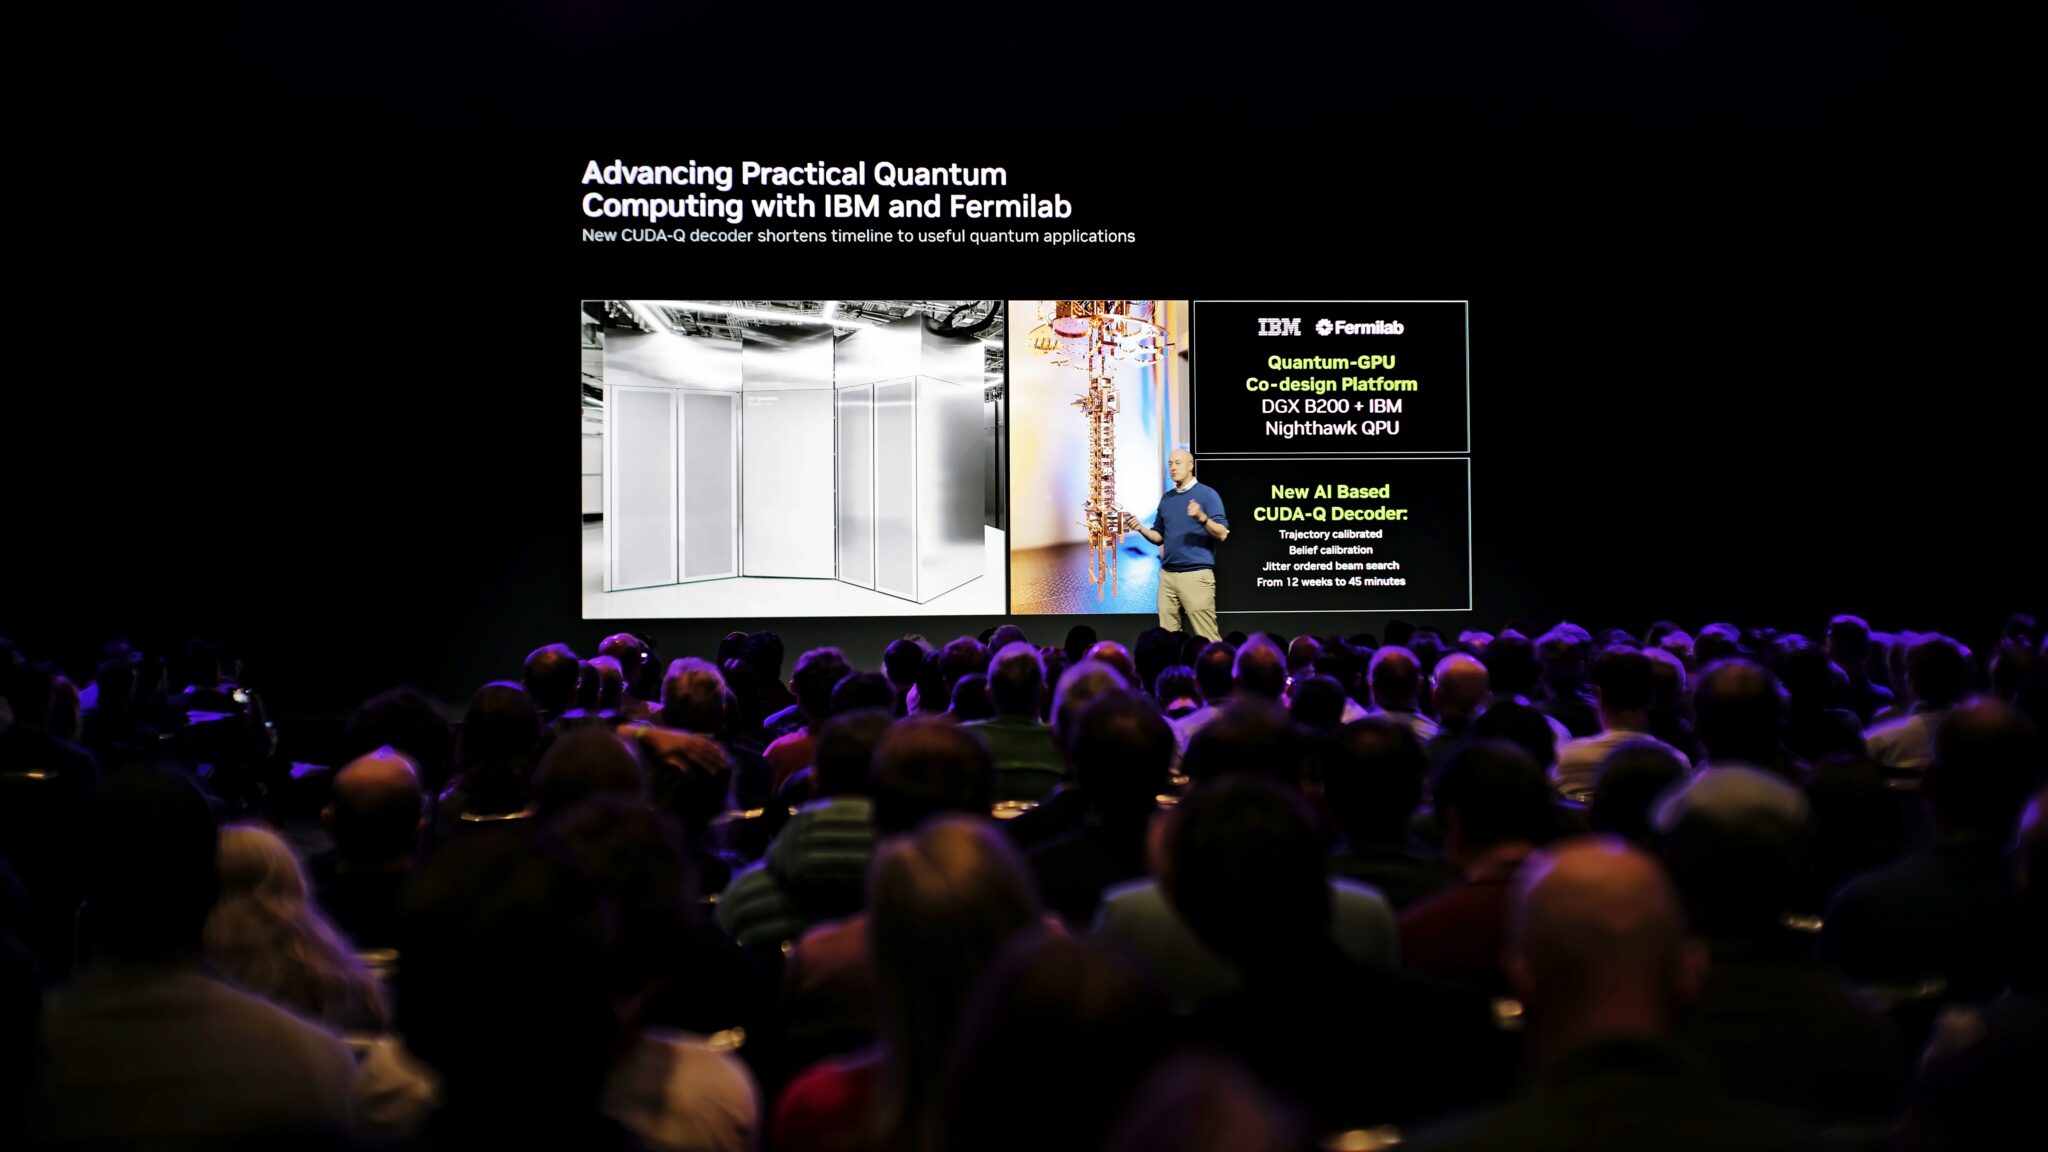 Advancing Practical Quantum
Computing with IBM and Fermilab
New CUDA-Q decoder shortens timeline to useful quantum applications
IBM Fermilab
Quantum-GPU
Co-design Platform
DGX B200 + IBM
Nighthawk QPU
New AI Based
CUDA-Q Decoder:
Trajectory calibrated
Belief calibration
Jitter ordered beam search
From 12 weeks to 45 minutes